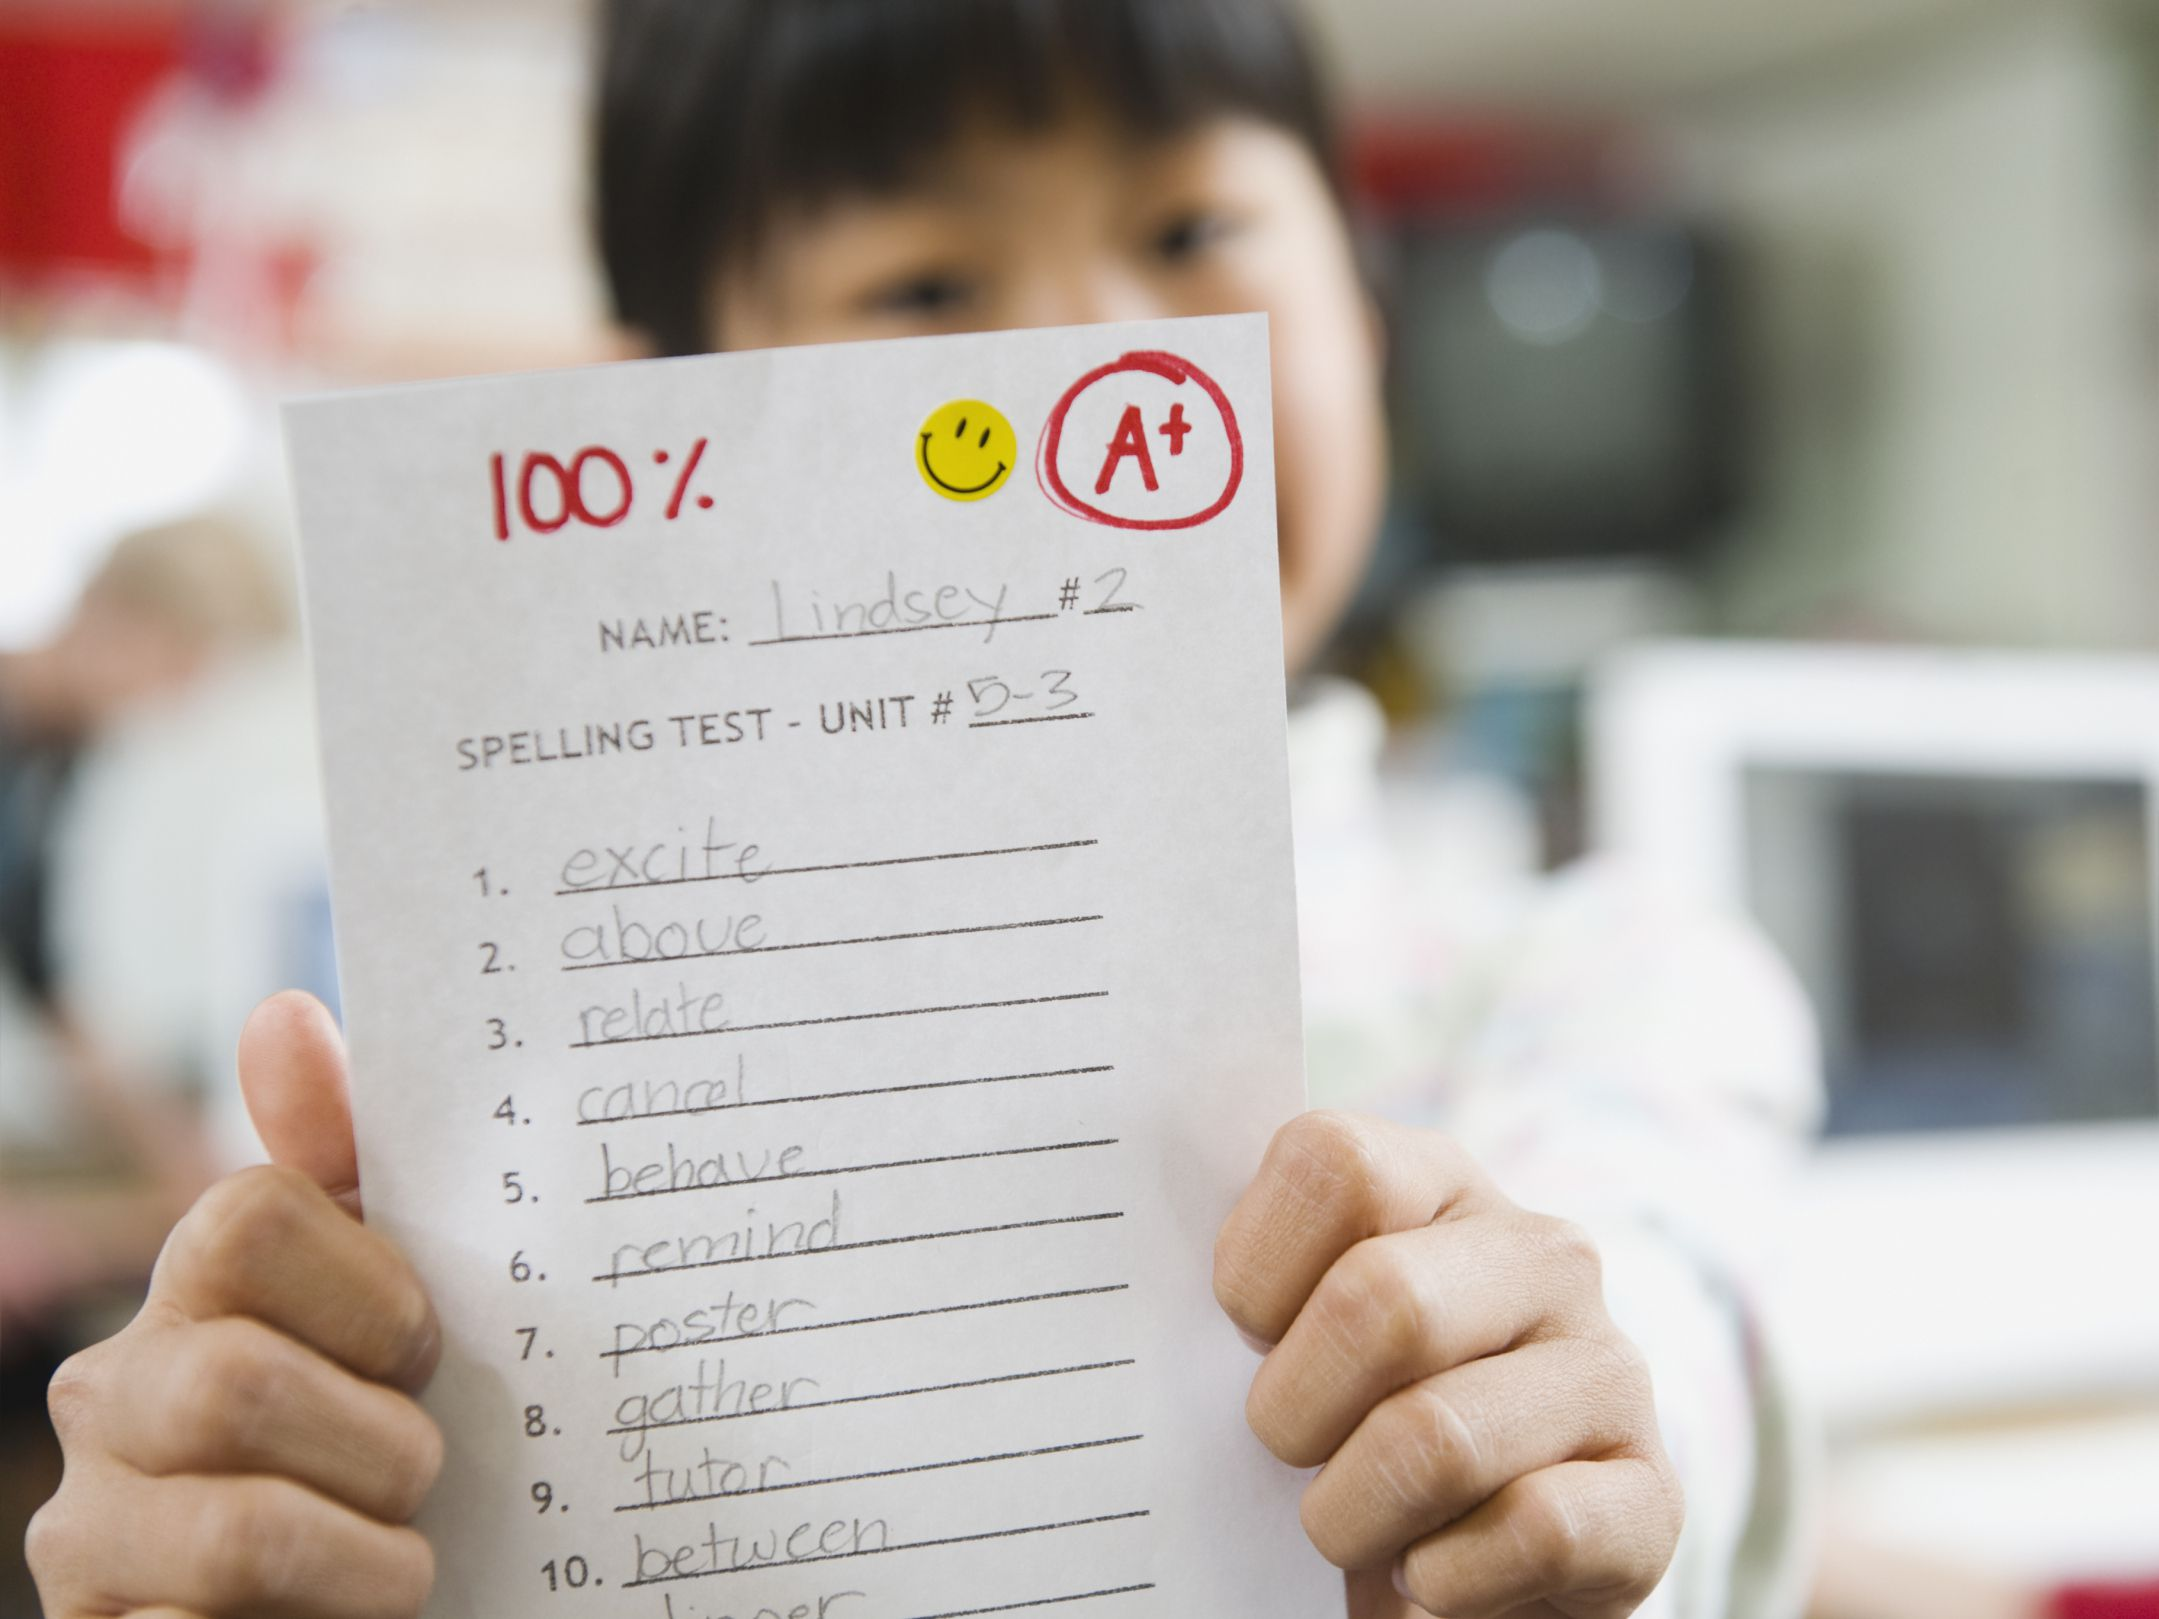 100% A+
NAME: Lindsey #2
SPELLING TEST - UNIT # 5-3
1. excite
2. above
3. relate
4. cancel
5. behave
6. remind
7. poster
8. gather
9. tutor
10. between